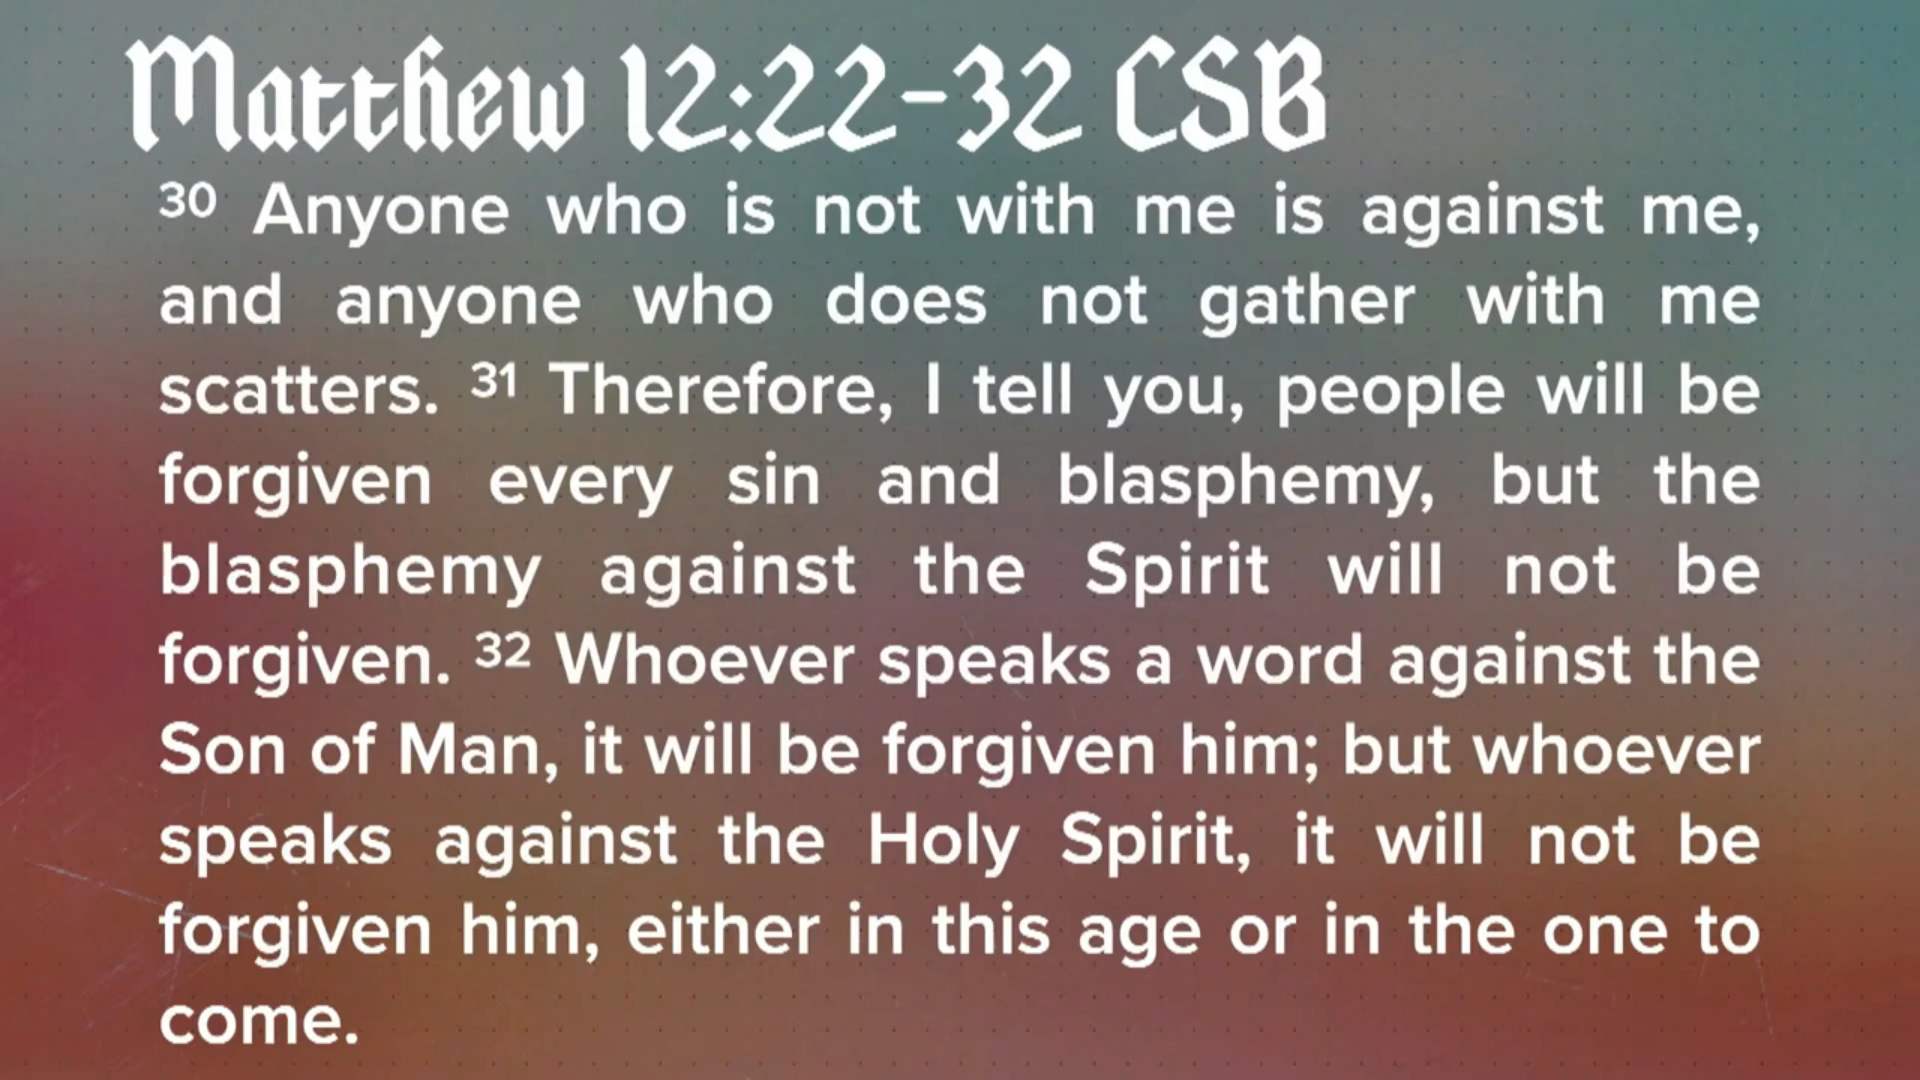 Matthew 12:22-32 CSB
30 Anyone who is not with me is against me,
and anyone who does not gather with me
scatters. 31 Therefore, I tell you, people will be
forgiven every sin and blasphemy, but the
blasphemy against the Spirit will not be
forgiven. 32 Whoever speaks a word against the
Son of Man, it will be forgiven him; but whoever
speaks against the Holy Spirit, it will not be
forgiven him, either in this age or in the one to
come.